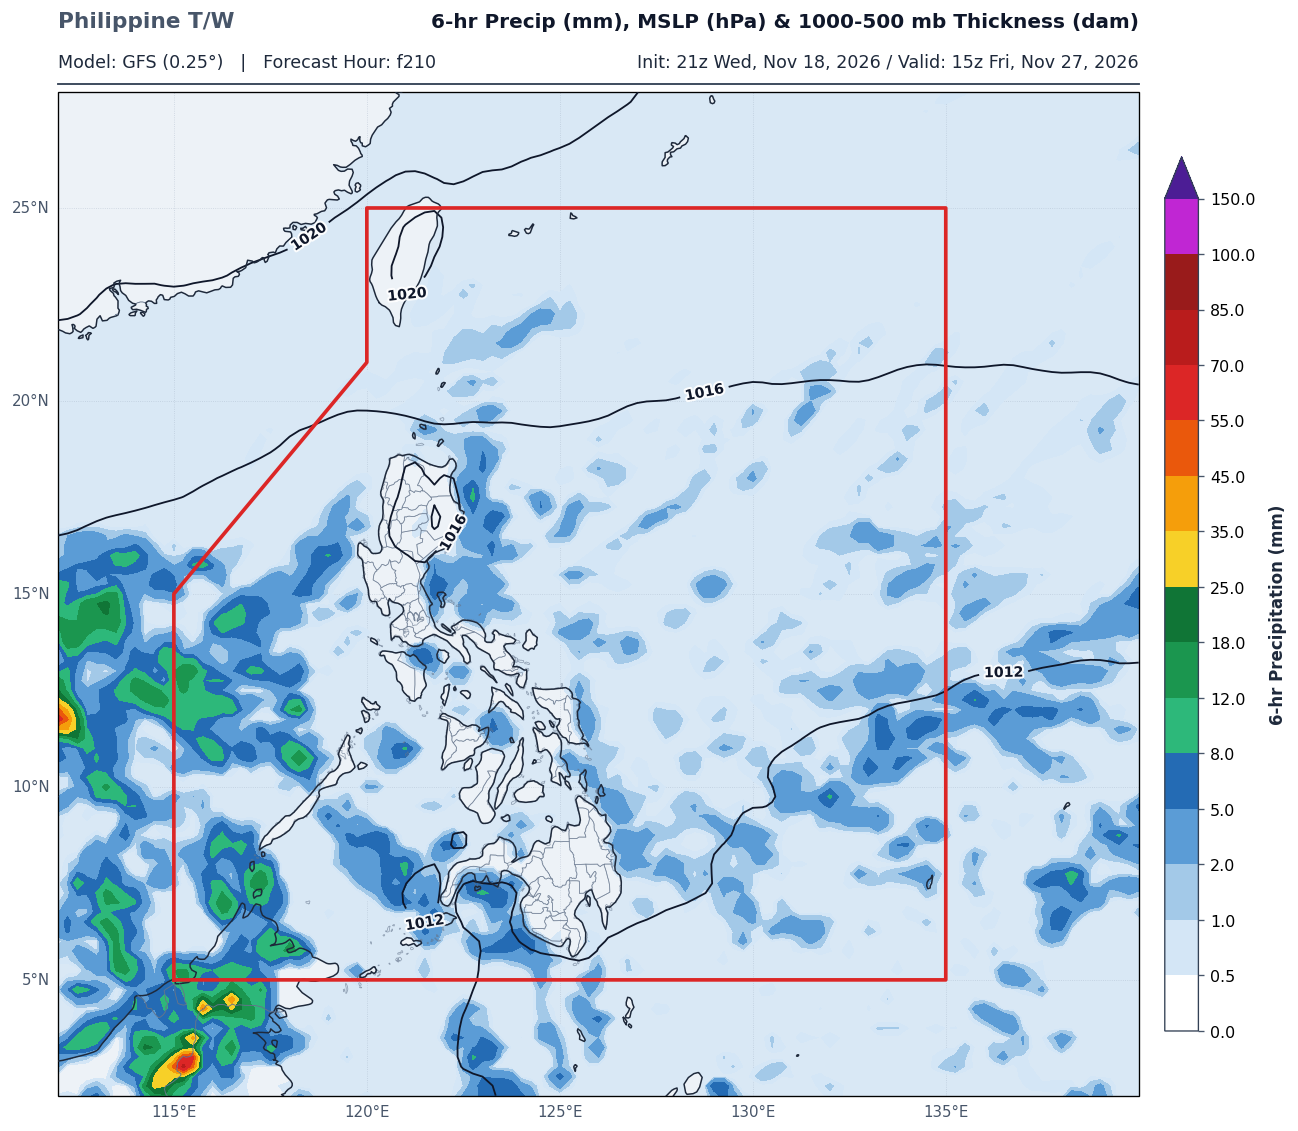 Philippine T/W
6-hr Precip (mm), MSLP (hPa) & 1000-500 mb Thickness (dam)
Model: GFS (0.25°) | Forecast Hour: f210
Init: 21z Wed, Nov 18, 2026 / Valid: 15z Fri, Nov 27, 2026
25°N
20°N
15°N
10°N
5°N
1020
1020
1016
1016
1012
1012
115°E
120°E
125°E
130°E
135°E
150.0
100.0
85.0
70.0
55.0
45.0
35.0
25.0
18.0
12.0
8.0
5.0
2.0
1.0
0.5
0.0
6-hr Precipitation (mm)